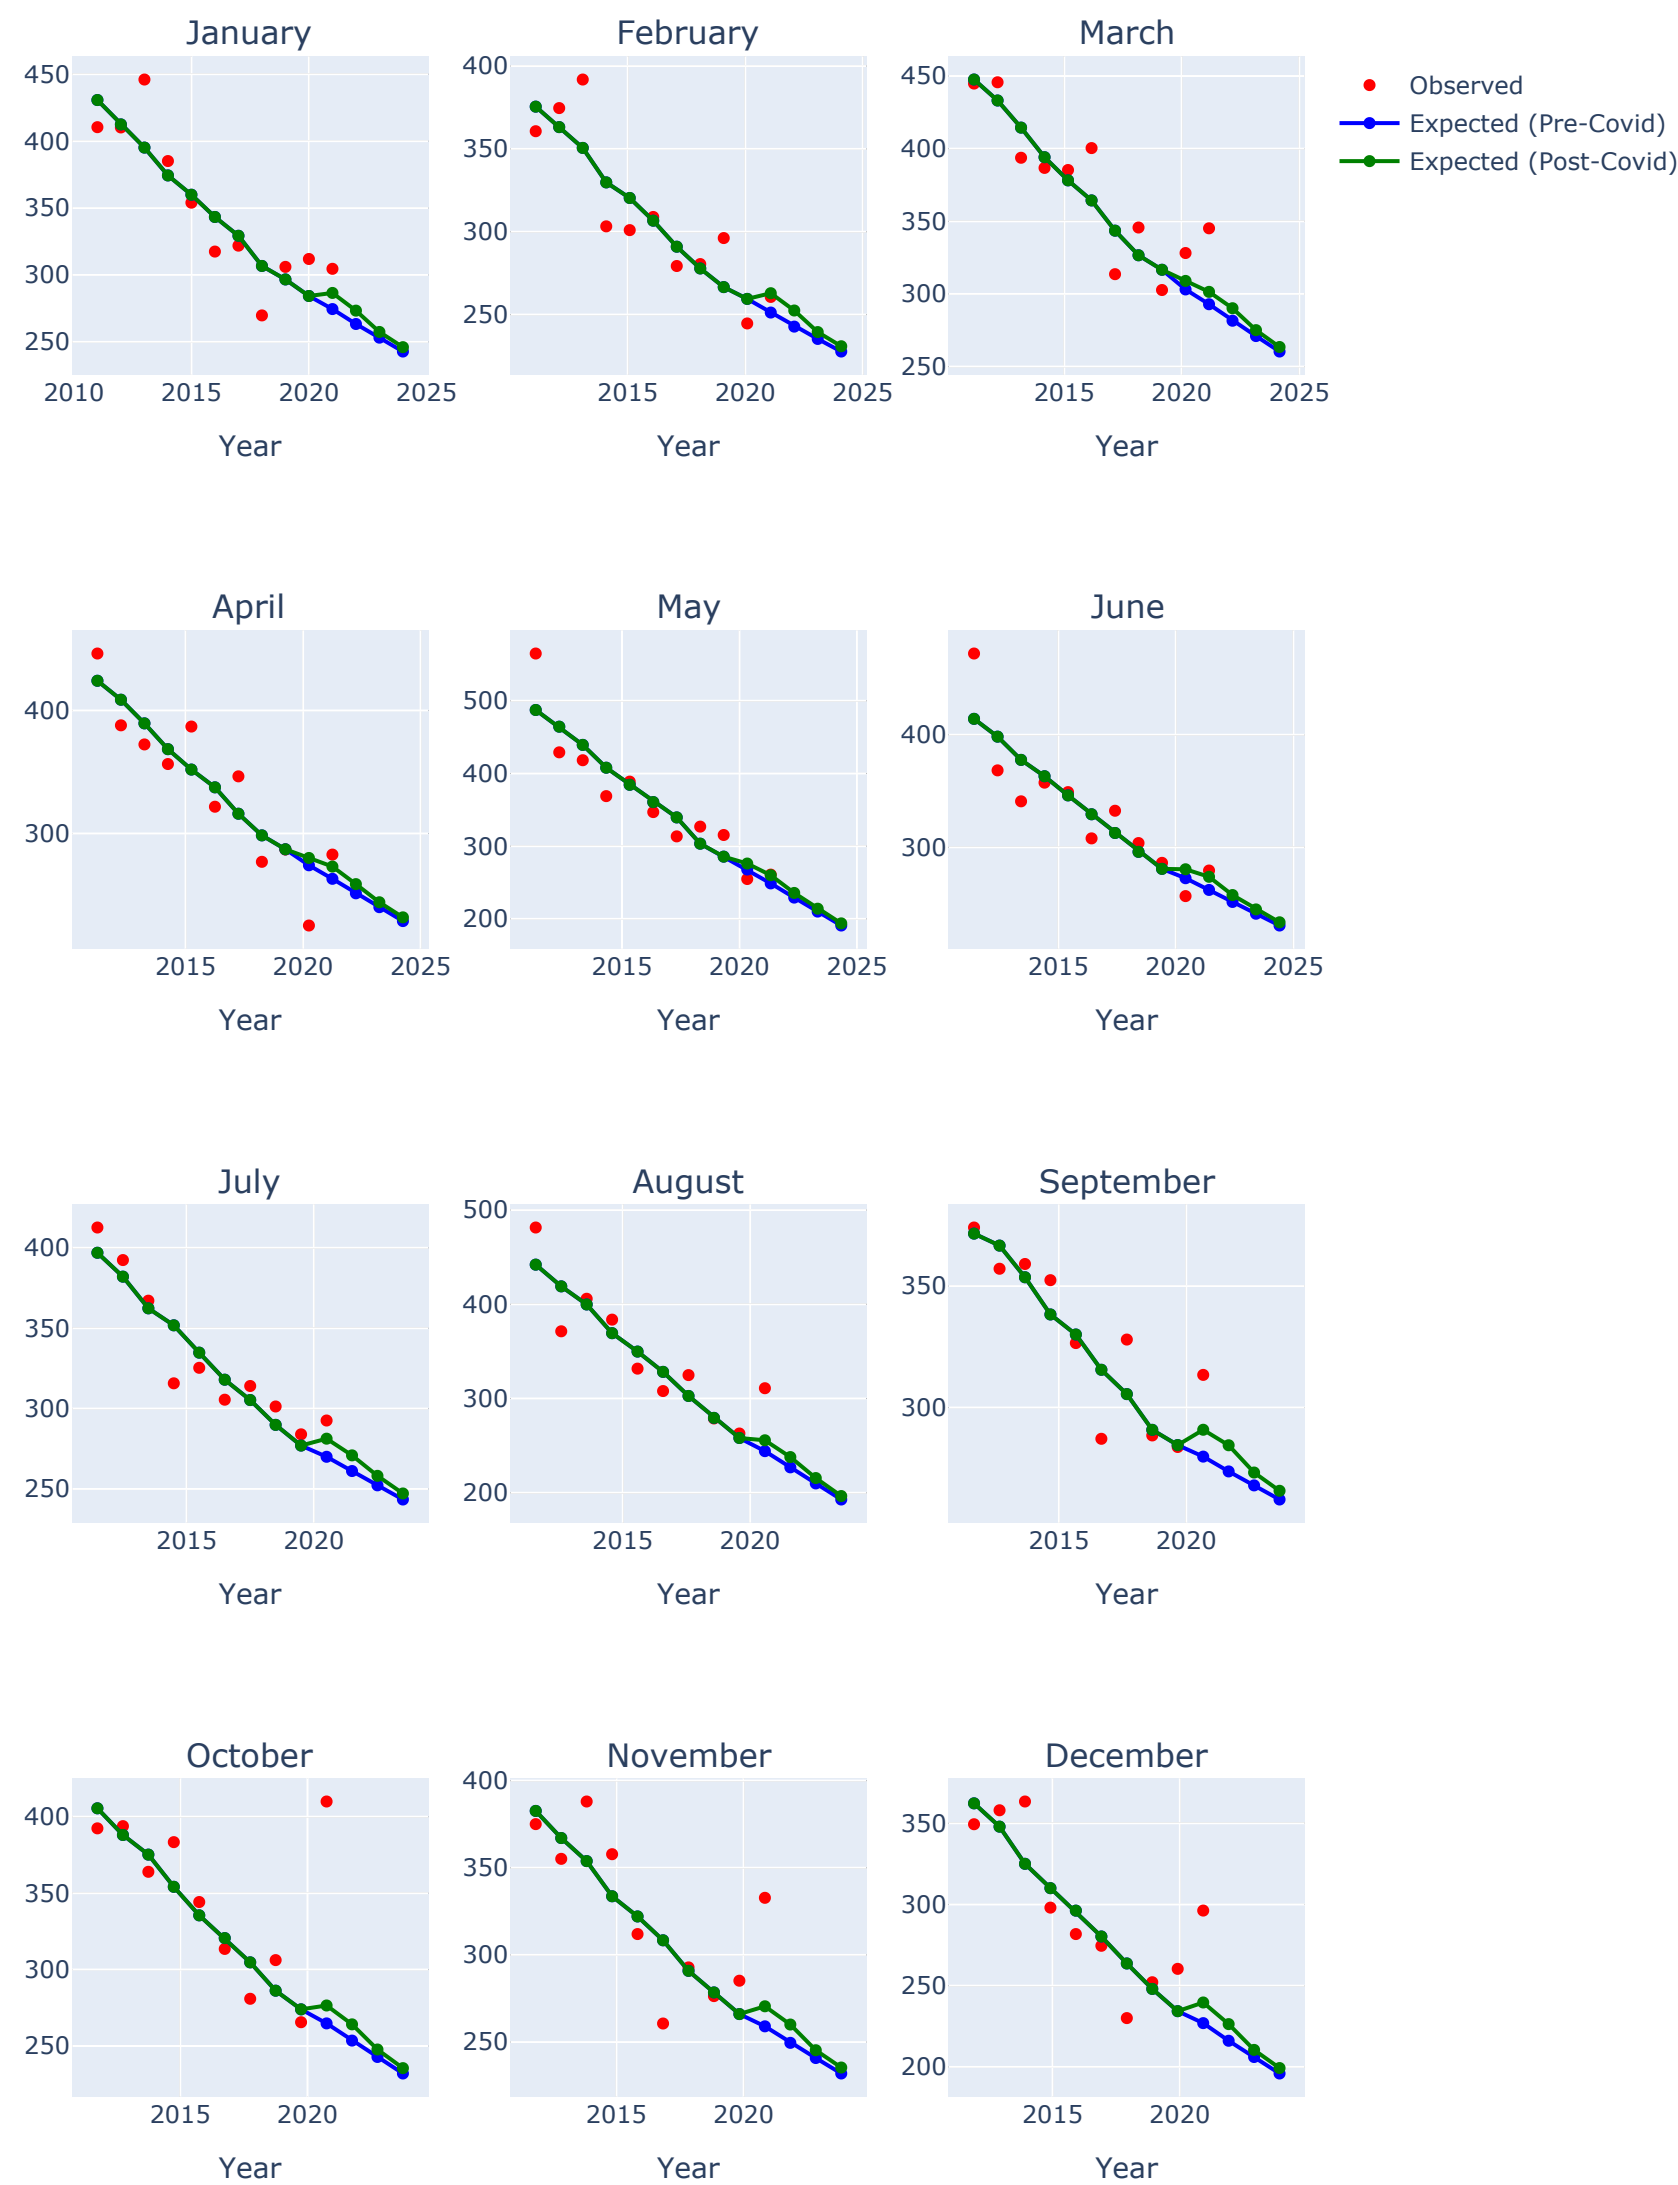 January
February
March
Observed
Expected (Pre-Covid)
Expected (Post-Covid)
450
400
350
300
250
2010
2015
2020
2025
Year
400
350
300
250
2015
2020
2025
Year
450
400
350
300
250
2015
2020
2025
Year
April
May
June
400
300
2015
2020
2025
Year
500
400
300
200
2015
2020
2025
Year
400
300
2015
2020
2025
Year
July
August
September
400
350
300
250
2015
2020
Year
500
400
300
200
2015
2020
Year
350
300
2015
2020
Year
October
November
December
400
350
300
250
2015
2020
Year
400
350
300
250
2015
2020
Year
350
300
250
200
2015
2020
Year